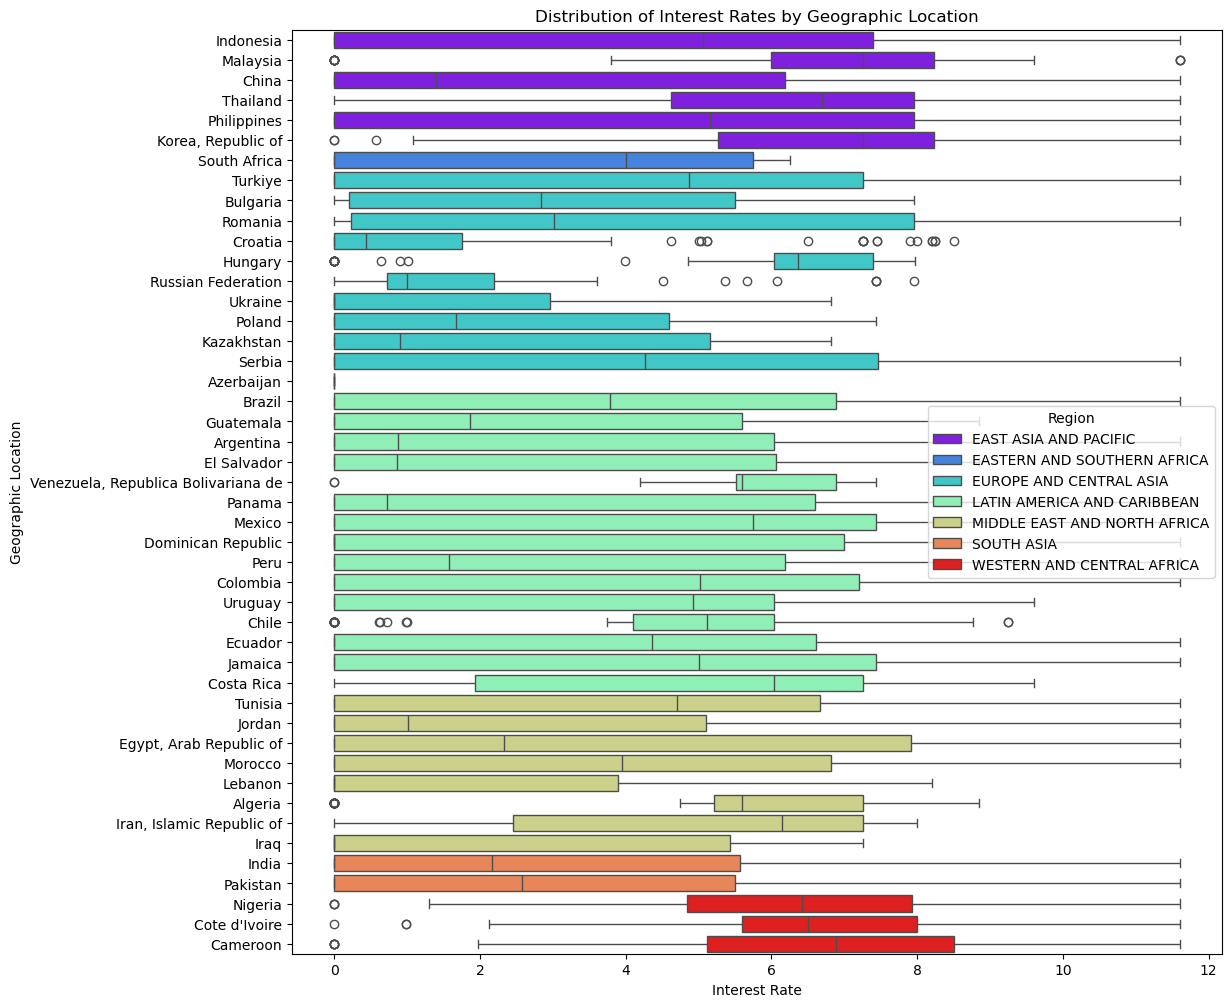 Distribution of Interest Rates by Geographic Location
Indonesia
Malaysia
China
Thailand
Philippines
Korea, Republic of
South Africa
Turkiye
Bulgaria
Romania
Croatia
Hungary
Russian Federation
Ukraine
Poland
Kazakhstan
Serbia
Azerbaijan
Brazil
Guatemala
Argentina
El Salvador
Venezuela, Republica Bolivariana de
Panama
Mexico
Dominican Republic
Peru
Colombia
Uruguay
Chile
Ecuador
Jamaica
Costa Rica
Tunisia
Jordan
Egypt, Arab Republic of
Morocco
Lebanon
Algeria
Iran, Islamic Republic of
Iraq
India
Pakistan
Nigeria
Cote d'Ivoire
Cameroon
Geographic Location
Region
EAST ASIA AND PACIFIC
EASTERN AND SOUTHERN AFRICA
EUROPE AND CENTRAL ASIA
LATIN AMERICA AND CARIBBEAN
MIDDLE EAST AND NORTH AFRICA
SOUTH ASIA
WESTERN AND CENTRAL AFRICA
0 2 4 6 8 10 12
Interest Rate